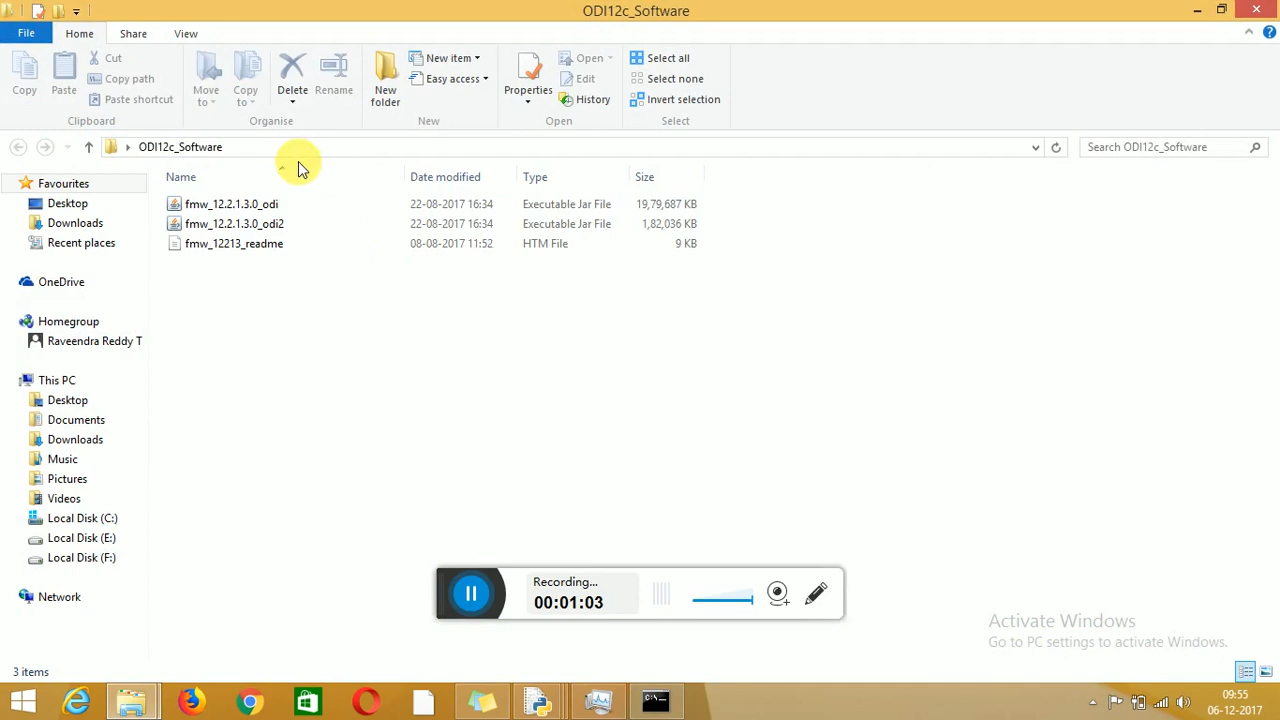 ODI12c_Software
File Home Share View
Copy
Paste
Cut
Copy path
Paste shortcut
Clipboard
Move to
Copy to
Delete
Rename
Organise
New folder
New item
Easy access
New
Properties
Open
Edit
History
Open
Select all
Select none
Invert selection
Select
ODI12c_Software
Search ODI12c_Software
Name Date modified Type Size
fmw_12.2.1.3.0_odi 22-08-2017 16:34 Executable Jar File 19,79,687 KB
fmw_12.2.1.3.0_odi2 22-08-2017 16:34 Executable Jar File 1,82,036 KB
fmw_12213_readme 08-08-2017 11:52 HTM File 9 KB
Favourites
Desktop
Downloads
Recent places
OneDrive
Homegroup
Raveendra Reddy T
This PC
Desktop
Documents
Downloads
Music
Pictures
Videos
Local Disk (C:)
Local Disk (E:)
Local Disk (F:)
Network
Recording...
00:01:03
Activate Windows
Go to PC settings to activate Windows.
3 items
09:55
06-12-2017